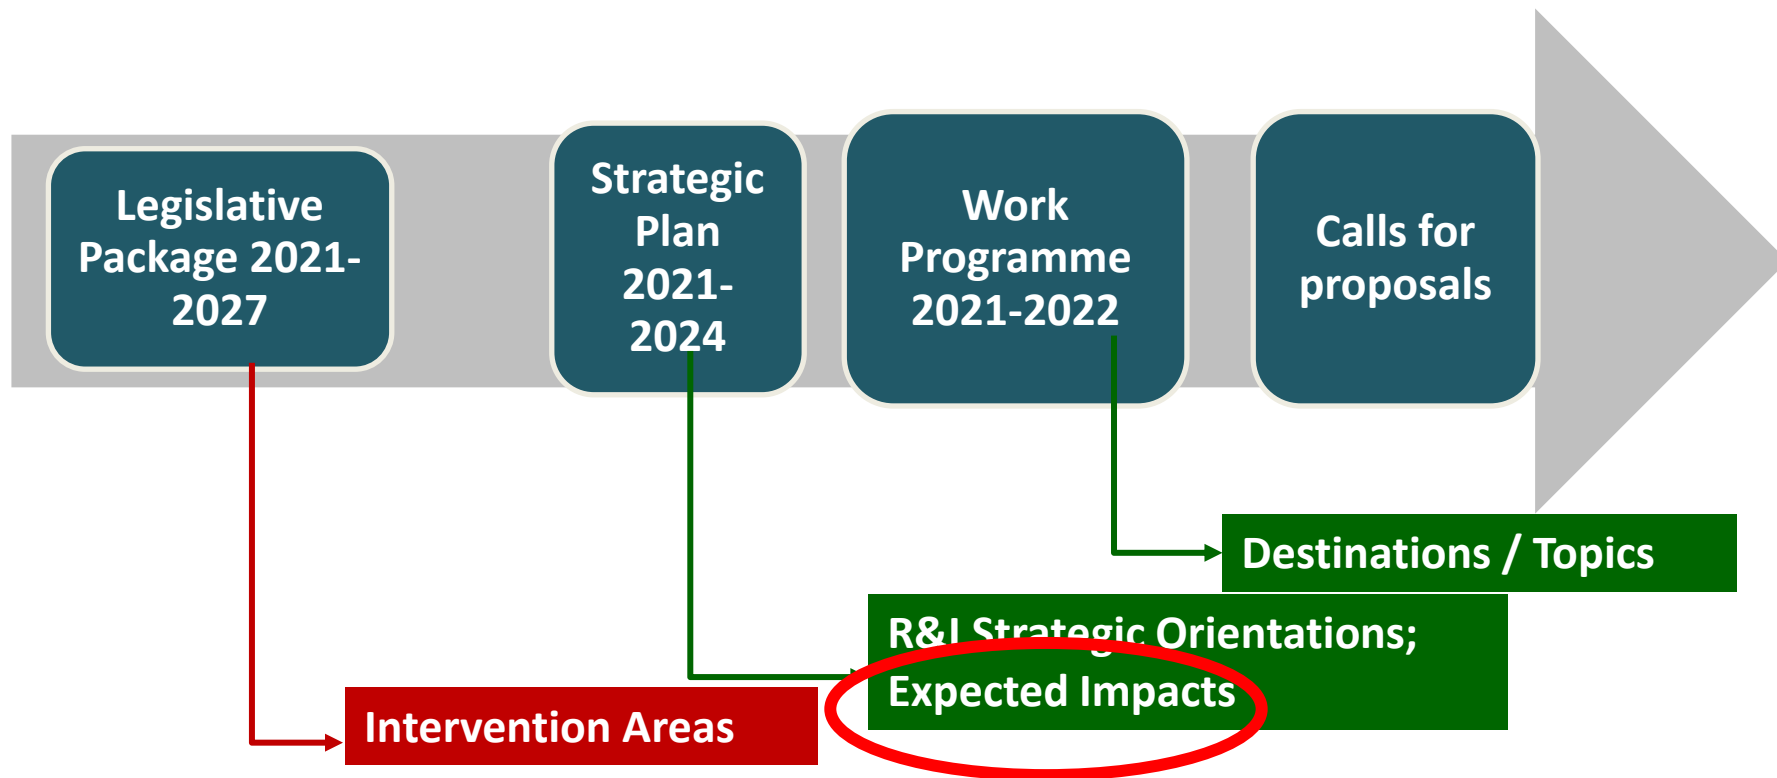 Legislative
Package 2021-
2027
Strategic
Plan
2021-
2024
Work
Programme
2021-2022
Calls for
proposals
Destinations / Topics
R&I Strategic Orientations;
Expected Impacts
Intervention Areas